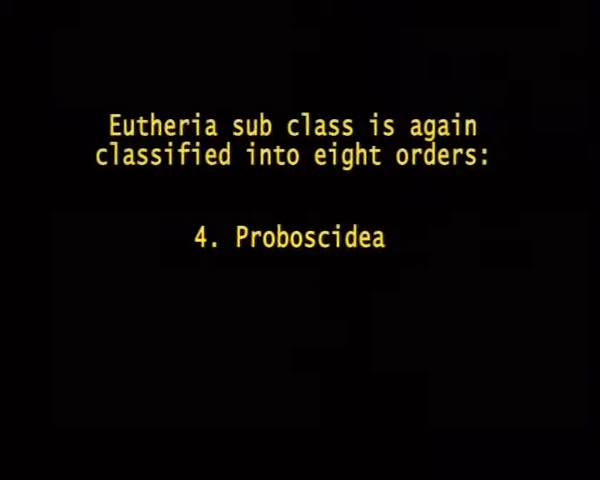 Eutheria sub class is again
classified into eight orders:
4. Proboscidea